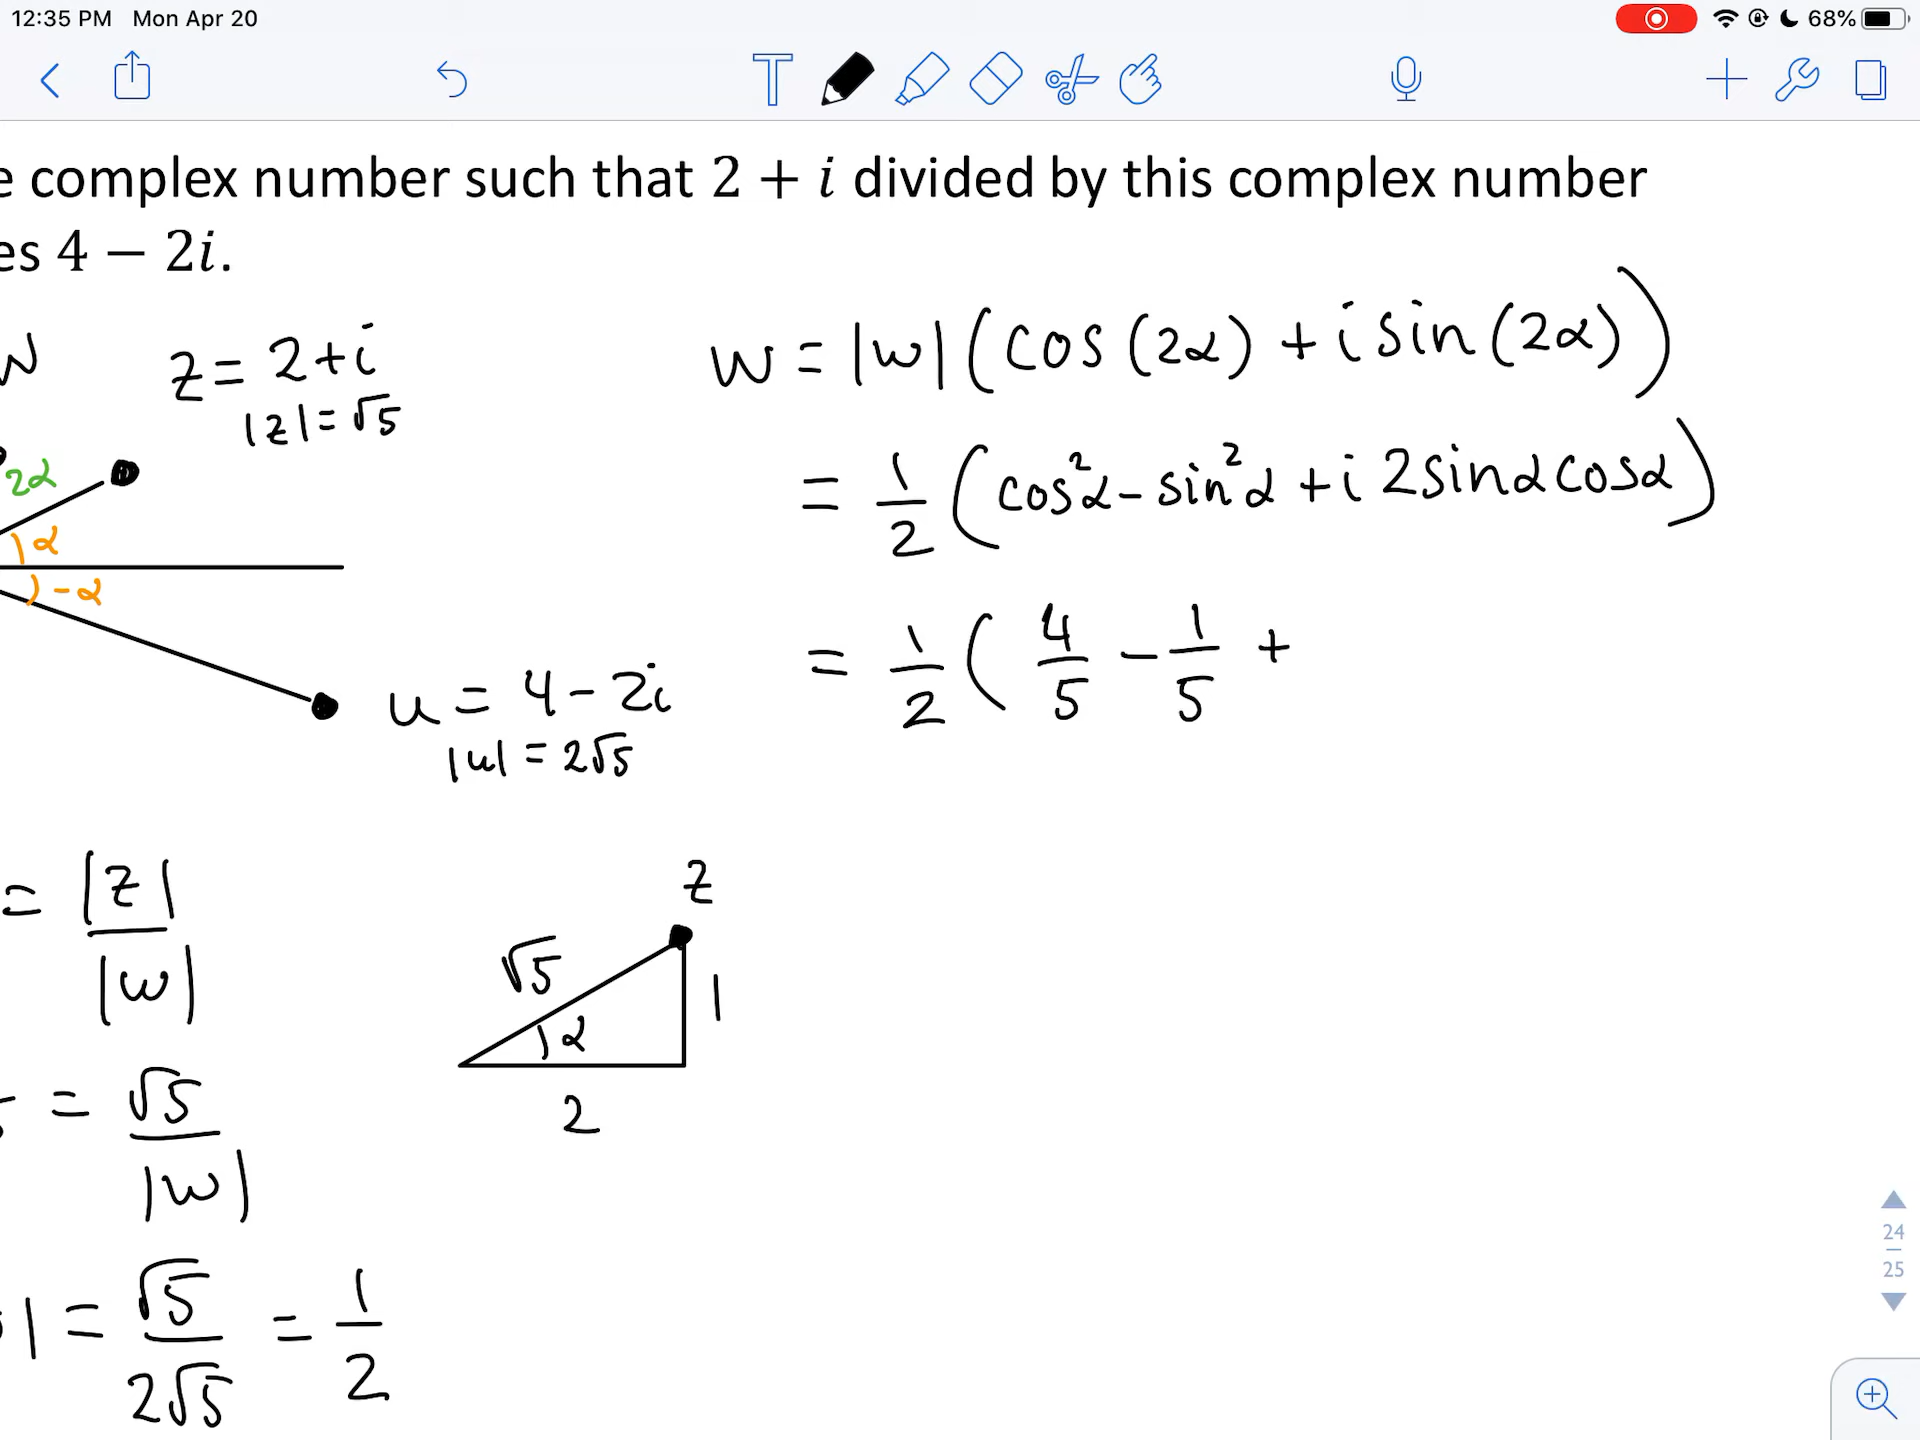 12:35 PM Mon Apr 20
68%
T
e complex number such that 2 + i divided by this complex number
es 4 − 2i.
W
z = 2+i
|z| = √5
2α
α
-α
u = 4 - 2i
|u| = 2√5
w = |w| (cos (2α) + i sin (2α))
= 1/2 (cos²α - sin²α + i 2sinα cosα)
= 1/2 ( 4/5 - 1/5 +
= |z| / |w|
= √5 / |w|
| = √5 / 2√5 = 1/2
z
√5
1
α
2
24
25